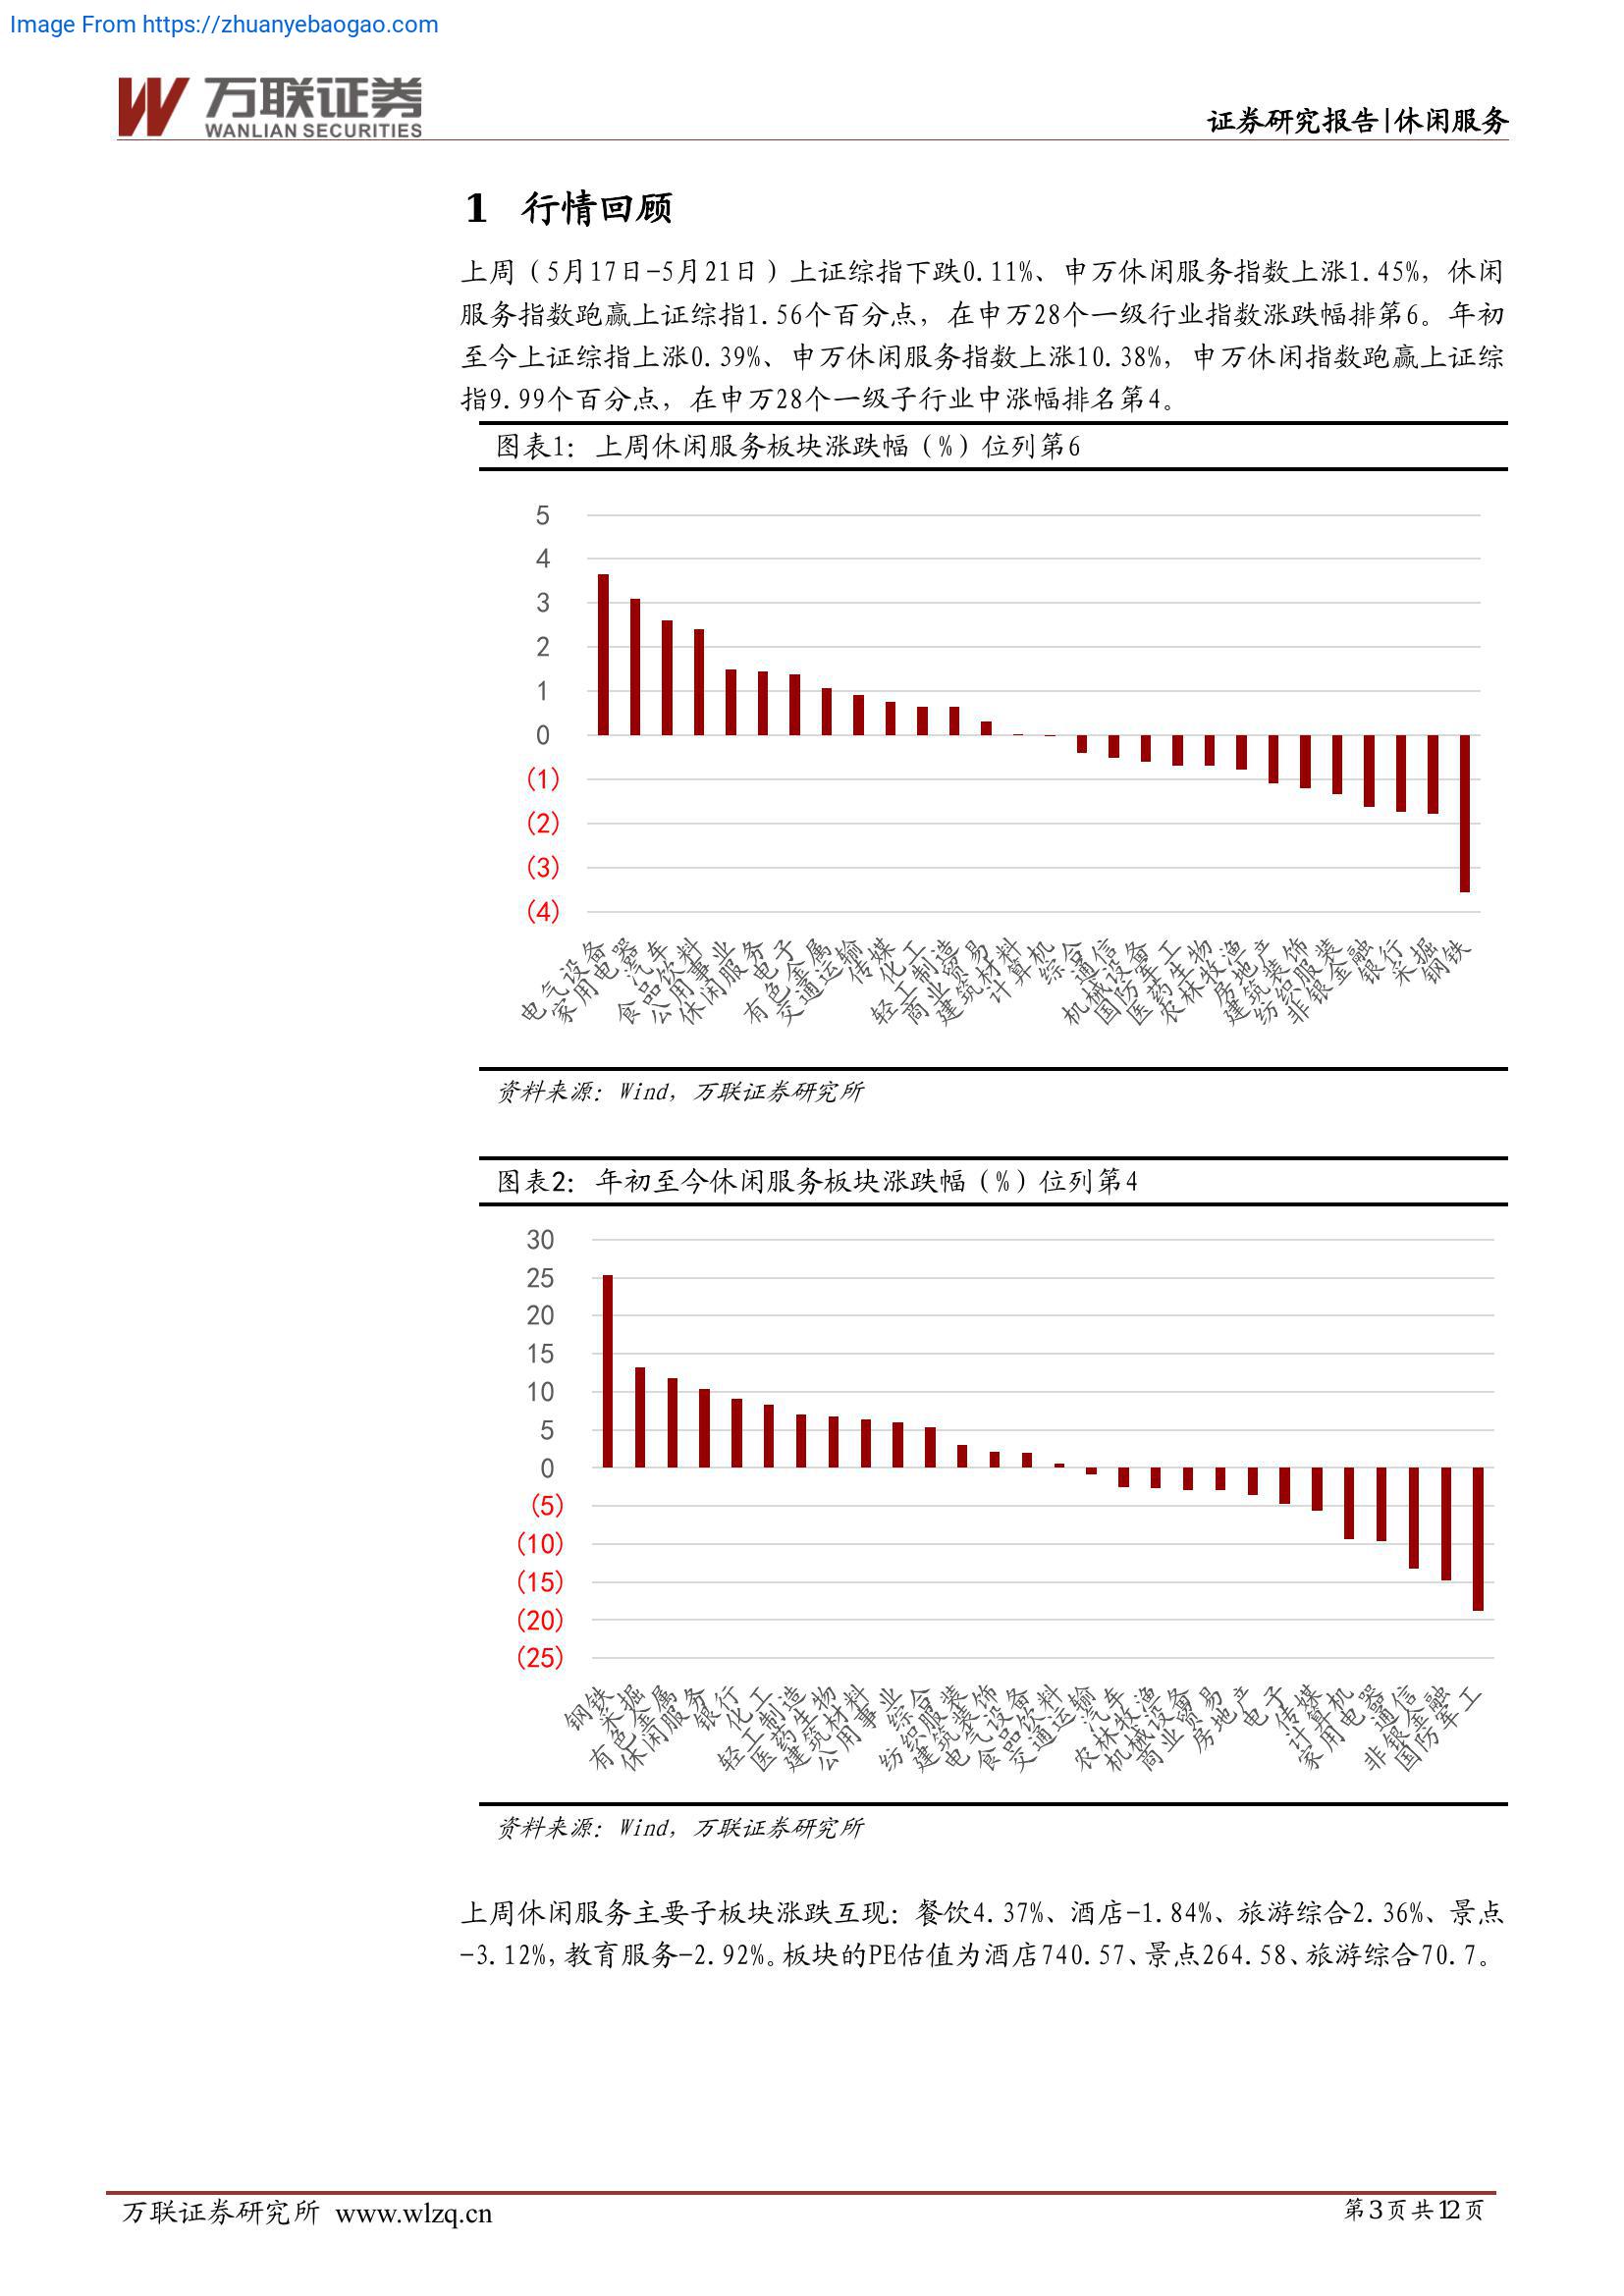 Image From https://zhuanyebaogao.com
万联证券
WANLIAN SECURITIES
证券研究报告|休闲服务
1 行情回顾
上周（5月17日-5月21日）上证综指下跌0.11%、申万休闲服务指数上涨1.45%，休闲
服务指数跑赢上证综指1.56个百分点，在申万28个一级行业指数涨跌幅排第6。年初
至今上证综指上涨0.39%、申万休闲服务指数上涨10.38%，申万休闲指数跑赢上证综
指9.99个百分点，在申万28个一级子行业中涨幅排名第4。
图表1：上周休闲服务板块涨跌幅（%）位列第6
5
4
3
2
1
0
(1)
(2)
(3)
(4)
电气设备
家用电器
汽车
食品饮料
公用事业
休闲服务
电子
有色金属
交通运输
传媒
化工
轻工制造
商业贸易
建筑材料
计算机
综合
通信
机械设备
国防军工
医药生物
农林牧渔
房地产
建筑装饰
纺织服装
非银金融
银行
采掘
钢铁
资料来源：Wind，万联证券研究所
图表2：年初至今休闲服务板块涨跌幅（%）位列第4
30
25
20
15
10
5
0
(5)
(10)
(15)
(20)
(25)
钢铁
采掘
有色金属
休闲服务
银行
化工
轻工制造
医药生物
建筑材料
公用事业
综合
纺织服装
建筑装饰
电气设备
食品饮料
交通运输
汽车
农林牧渔
机械设备
商业贸易
房地产
电子
传媒
计算机
家用电器
通信
非银金融
国防军工
资料来源：Wind，万联证券研究所
上周休闲服务主要子板块涨跌互现：餐饮4.37%、酒店-1.84%、旅游综合2.36%、景点
-3.12%，教育服务-2.92%。板块的PE估值为酒店740.57、景点264.58、旅游综合70.7。
万联证券研究所 www.wlzq.cn
第3页共12页